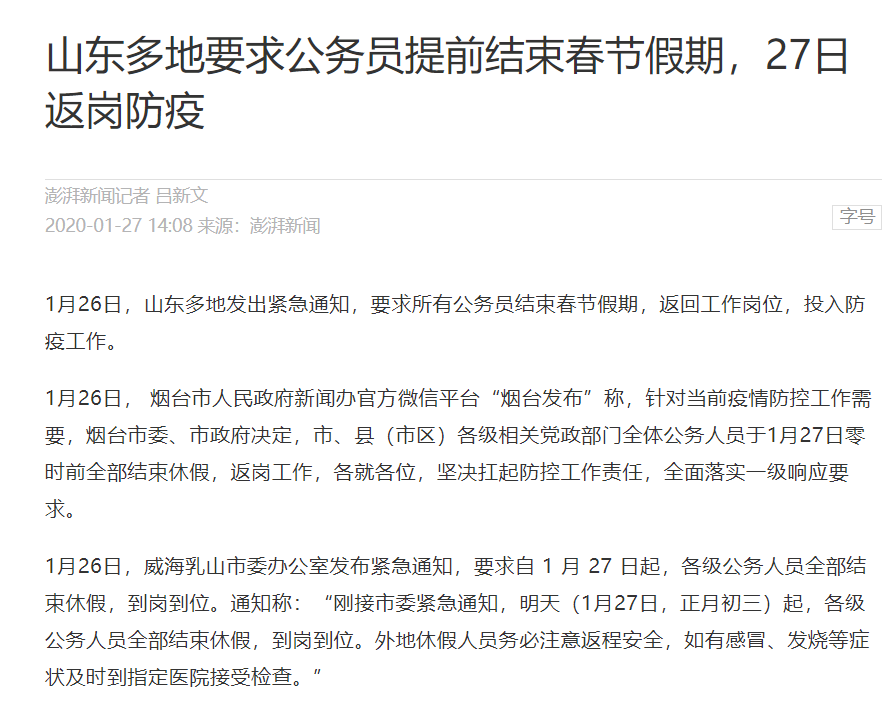 山东多地要求公务员提前结束春节假期，27日
返岗防疫
澎湃新闻记者 吕新文
2020-01-27 14:08 来源：澎湃新闻
字号
1月26日，山东多地发出紧急通知，要求所有公务员结束春节假期，返回工作岗位，投入防
疫工作。
1月26日， 烟台市人民政府新闻办官方微信平台“烟台发布”称，针对当前疫情防控工作需
要，烟台市委、市政府决定，市、县（市区）各级相关党政部门全体公务人员于1月27日零
时前全部结束休假，返岗工作，各就各位，坚决扛起防控工作责任，全面落实一级响应要
求。
1月26日，威海乳山市委办公室发布紧急通知，要求自 1 月 27 日起，各级公务人员全部结
束休假，到岗到位。通知称：“刚接市委紧急通知，明天（1月27日，正月初三）起，各级
公务人员全部结束休假，到岗到位。外地休假人员务必注意返程安全，如有感冒、发烧等症
状及时到指定医院接受检查。”